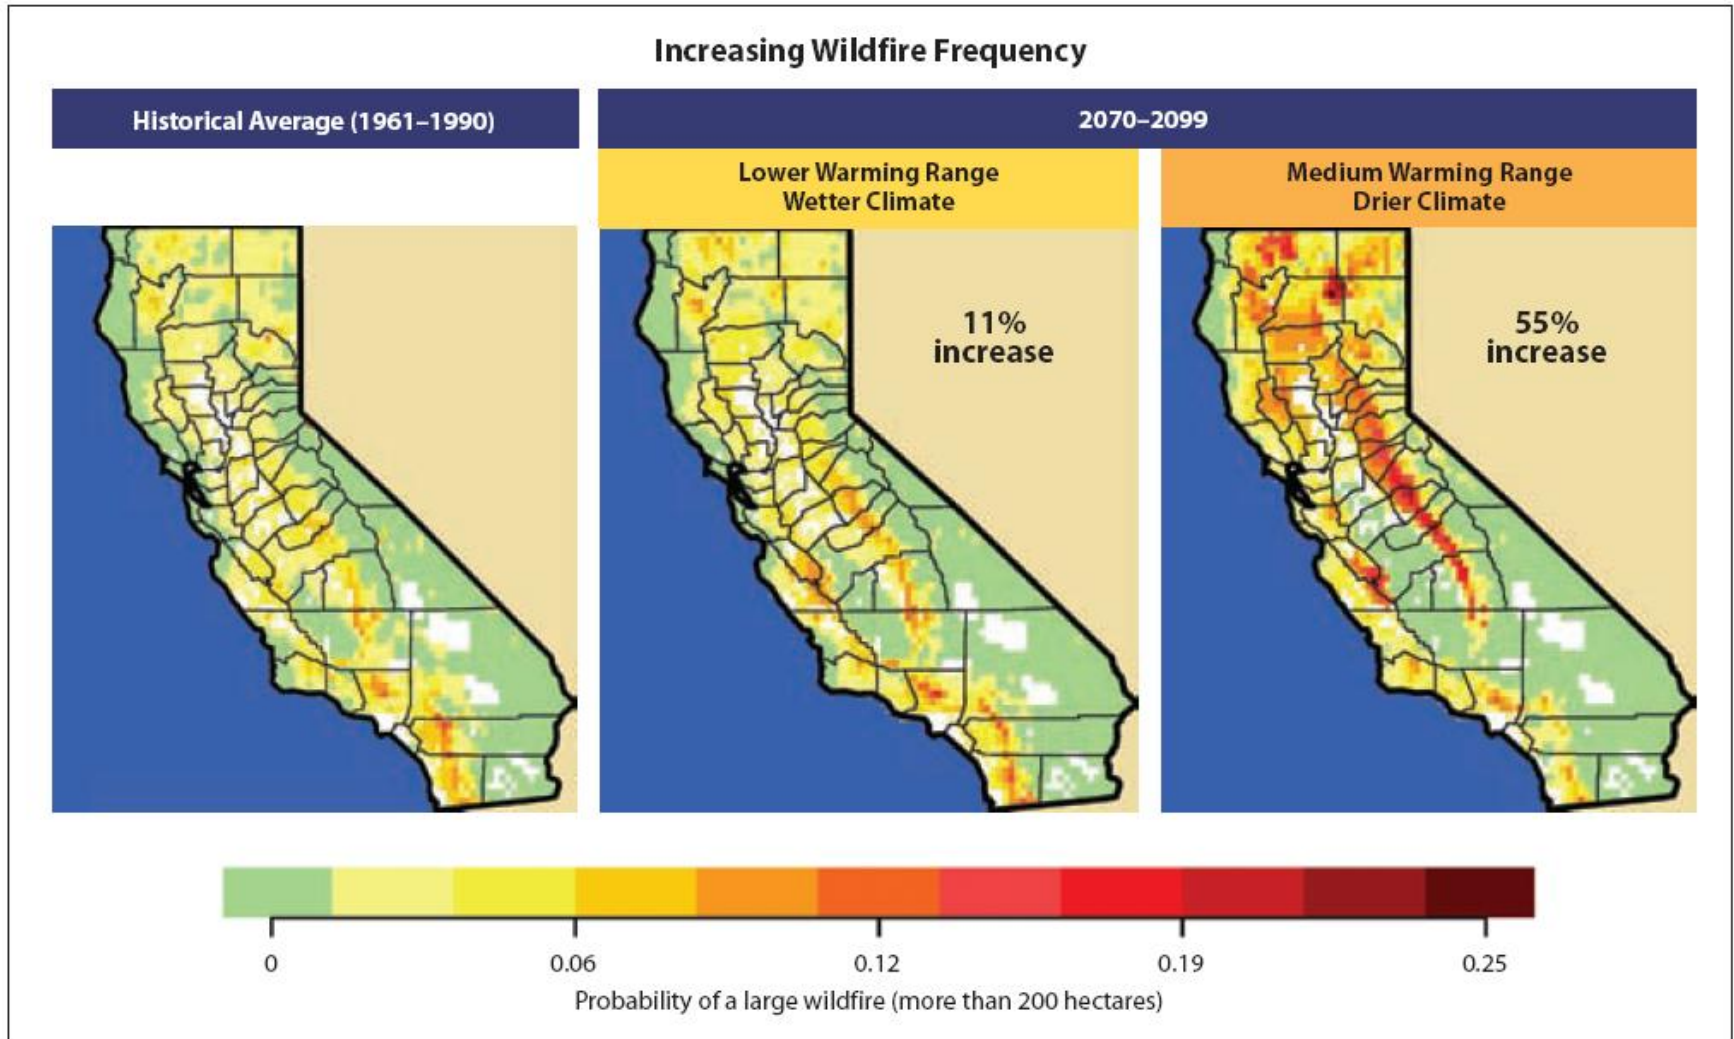 Increasing Wildfire Frequency
Historical Average (1961–1990)
2070–2099
Lower Warming Range
Wetter Climate
Medium Warming Range
Drier Climate
11%
increase
55%
increase
0
0.06
0.12
0.19
0.25
Probability of a large wildfire (more than 200 hectares)